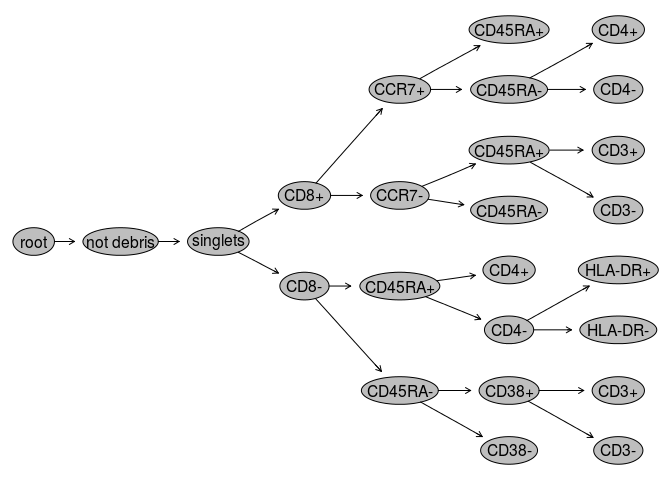 CD45RA+
CD4+
CCR7+
CD45RA-
CD4-
CD45RA+
CD3+
CD8+
CCR7-
CD45RA-
CD3-
root
not debris
singlets
CD8-
CD45RA+
CD4+
HLA-DR+
CD4-
HLA-DR-
CD45RA-
CD38+
CD3+
CD38-
CD3-